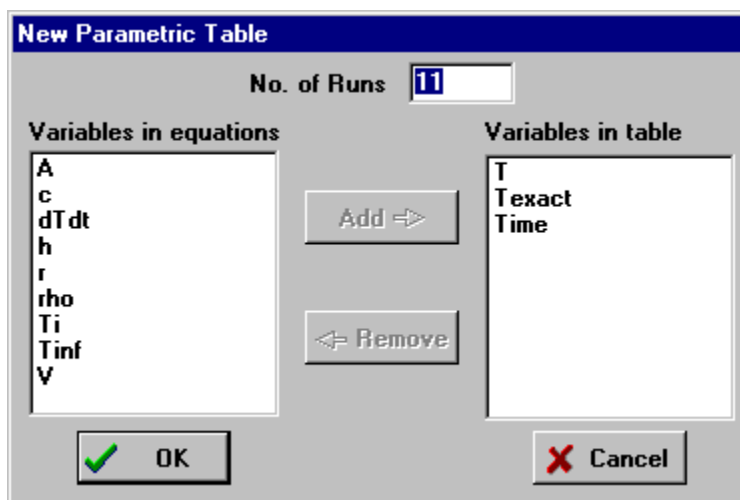 New Parametric Table
No. of Runs 11
Variables in equations
A
c
dTdt
h
r
rho
Ti
Tinf
V
Add
Remove
Variables in table
T
Texact
Time
OK
Cancel